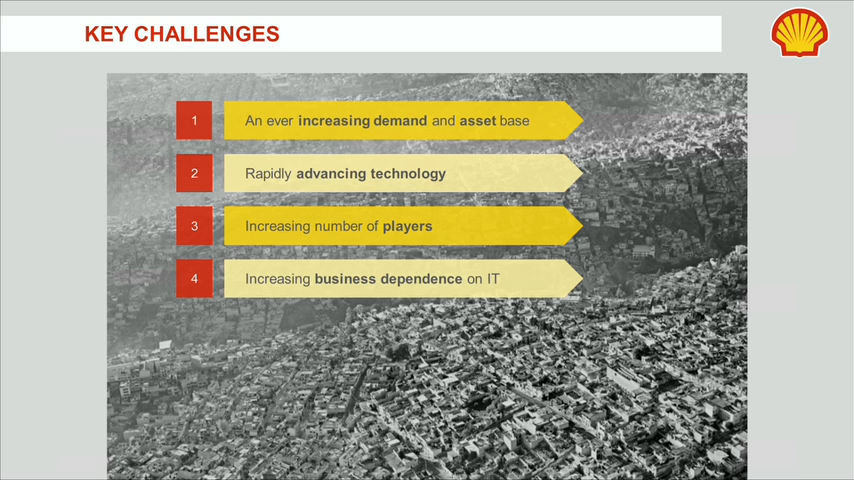 KEY CHALLENGES
1 An ever increasing demand and asset base
2 Rapidly advancing technology
3 Increasing number of players
4 Increasing business dependence on IT